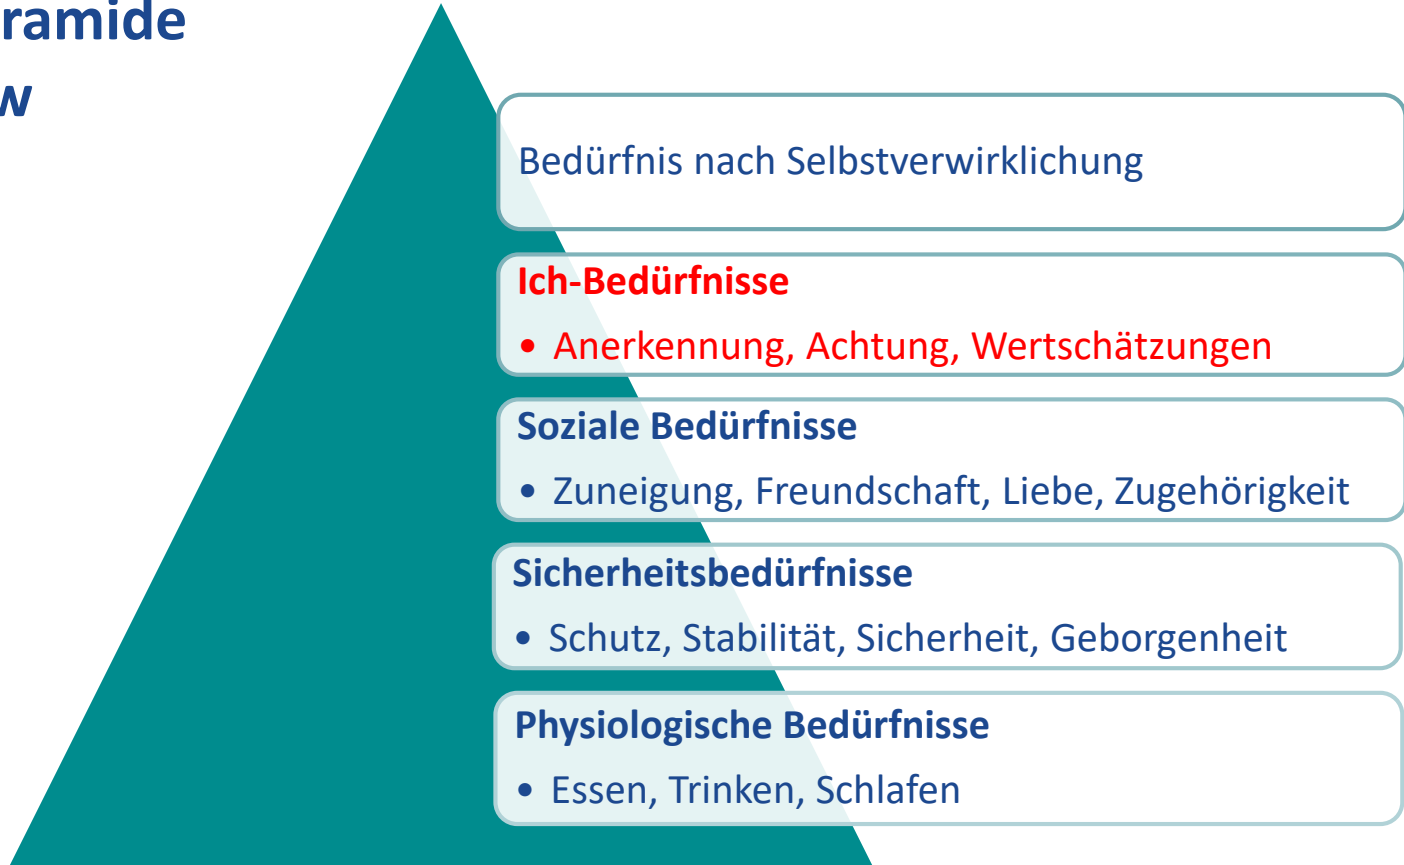 ramide
w
Bedürfnis nach Selbstverwirklichung
Ich-Bedürfnisse
• Anerkennung, Achtung, Wertschätzungen
Soziale Bedürfnisse
• Zuneigung, Freundschaft, Liebe, Zugehörigkeit
Sicherheitsbedürfnisse
• Schutz, Stabilität, Sicherheit, Geborgenheit
Physiologische Bedürfnisse
• Essen, Trinken, Schlafen